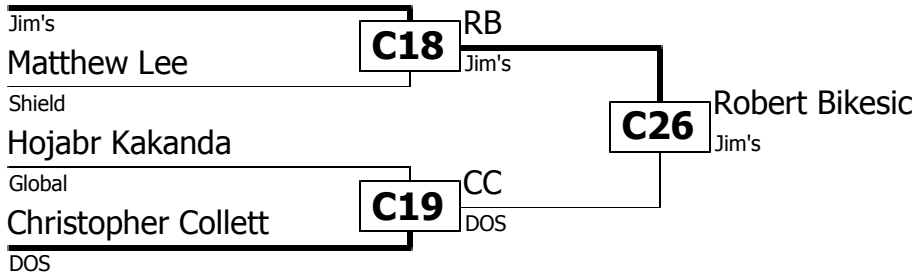 Jim's
Matthew Lee
Shield
Hojabr Kakanda
Global
Christopher Collett
DOS
C18
RB
Jim's
C19
CC
DOS
C26
Robert Bikesic
Jim's